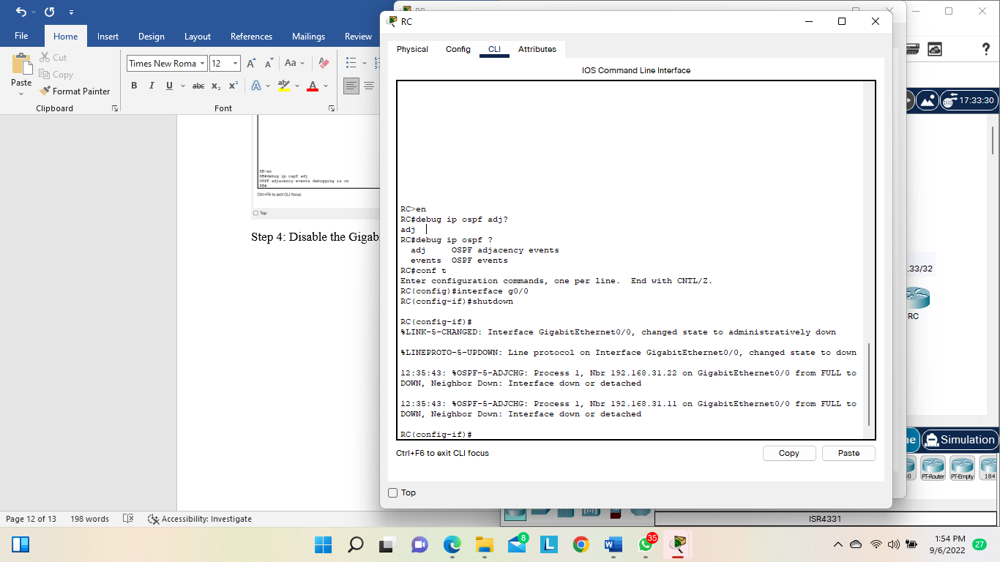 File
Home
Insert
Design
Layout
References
Mailings
Review
Cut
Copy
Format Painter
Paste
Times New Roma
12
Aa
B I U abc x₂ x²
A
Clipboard
Font
RB>en
RB#debug ip ospf adj
OSPF adjacency events debugging is on
RB#
Ctrl+F6 to exit CLI focus
Top
Step 4: Disable the Gigab
RC
Physical
Config
CLI
Attributes
IOS Command Line Interface
RC>en
RC#debug ip ospf adj?
adj
RC#debug ip ospf ?
adj OSPF adjacency events
events OSPF events
RC#conf t
Enter configuration commands, one per line. End with CNTL/Z.
RC(config)#interface g0/0
RC(config-if)#shutdown
RC(config-if)#
%LINK-5-CHANGED: Interface GigabitEthernet0/0, changed state to administratively down
%LINEPROTO-5-UPDOWN: Line protocol on Interface GigabitEthernet0/0, changed state to down
12:35:43: %OSPF-5-ADJCHG: Process 1, Nbr 192.168.31.22 on GigabitEthernet0/0 from FULL to
DOWN, Neighbor Down: Interface down or detached
12:35:43: %OSPF-5-ADJCHG: Process 1, Nbr 192.168.31.11 on GigabitEthernet0/0 from FULL to
DOWN, Neighbor Down: Interface down or detached
RC(config-if)#
Ctrl+F6 to exit CLI focus
Copy
Paste
Top
?
17:33:30
.33/32
RC
Simulation
PT-Router
PT-Empty
184
ISR4331
Page 12 of 13
198 words
Accessibility: Investigate
8
L
W
35
1:54 PM
9/6/2022
27